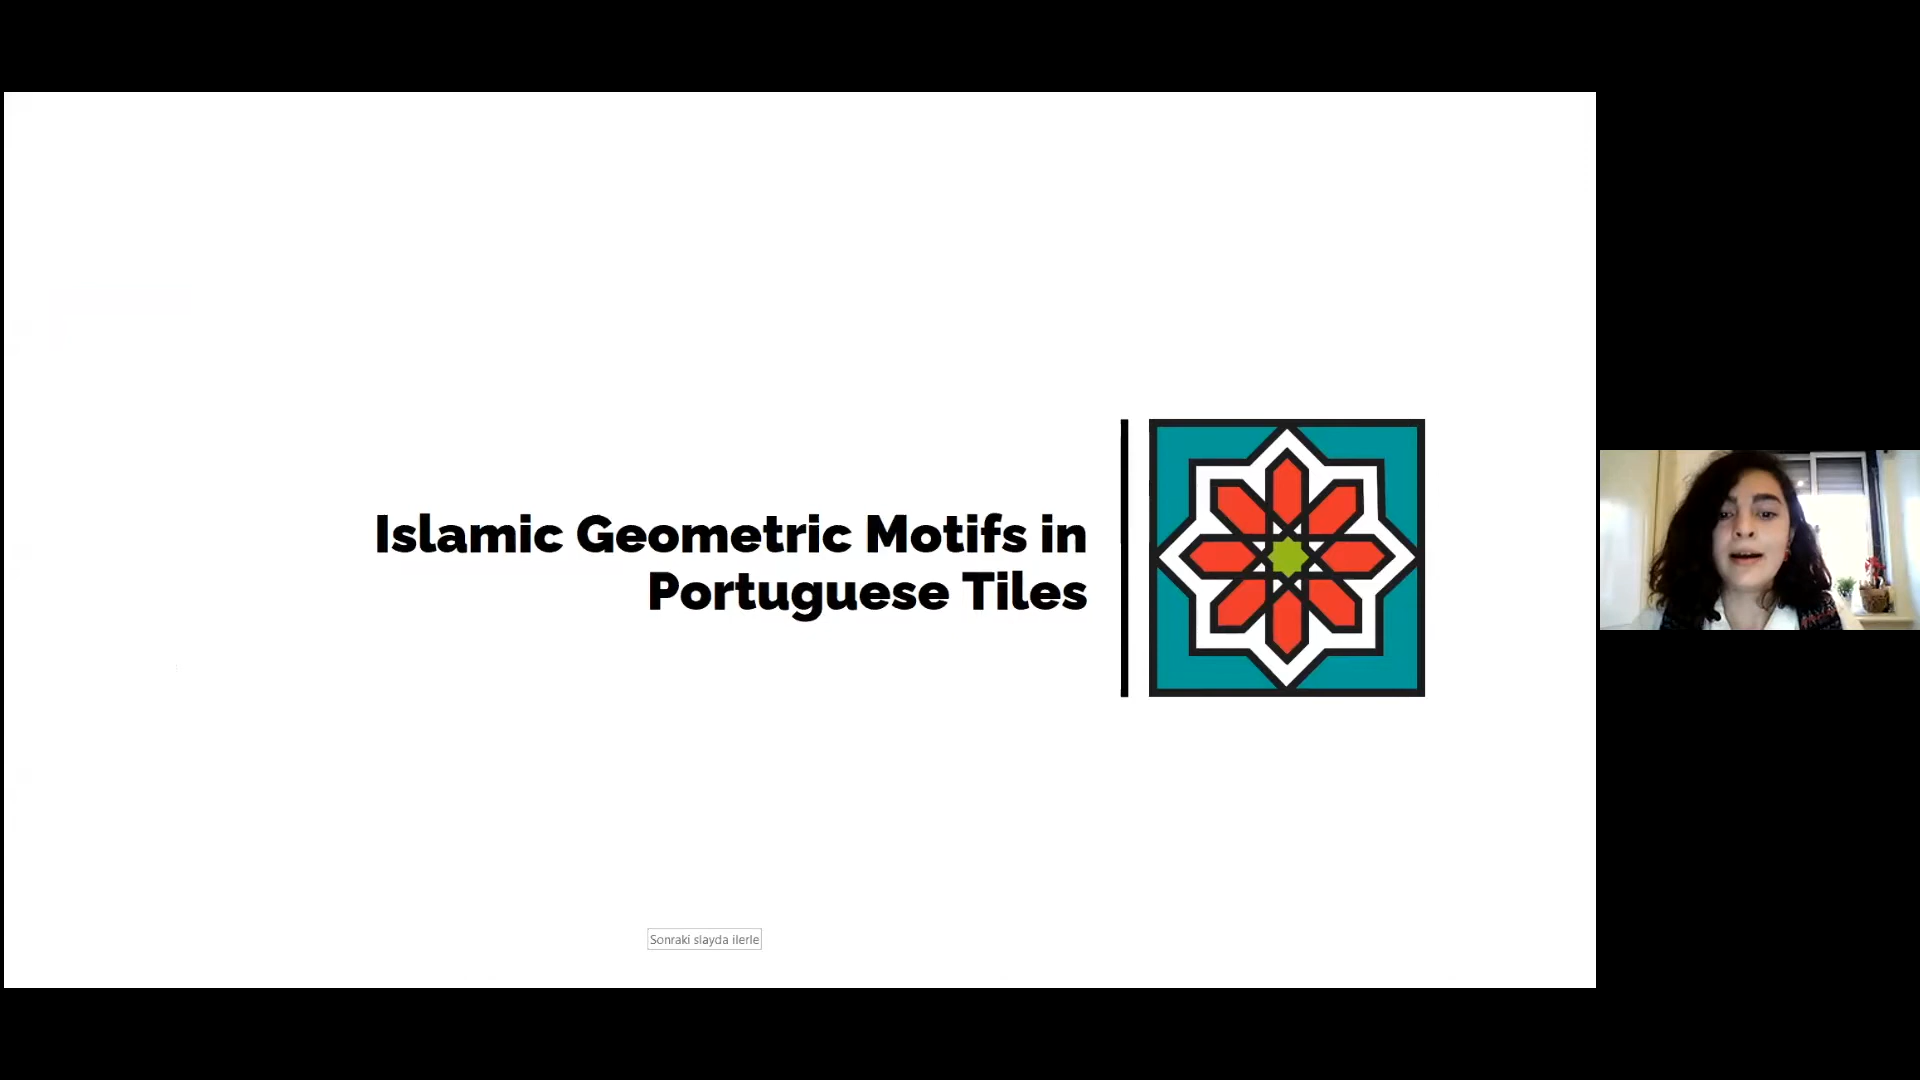 Islamic Geometric Motifs in
Portuguese Tiles
Sonraki slayda ilerle